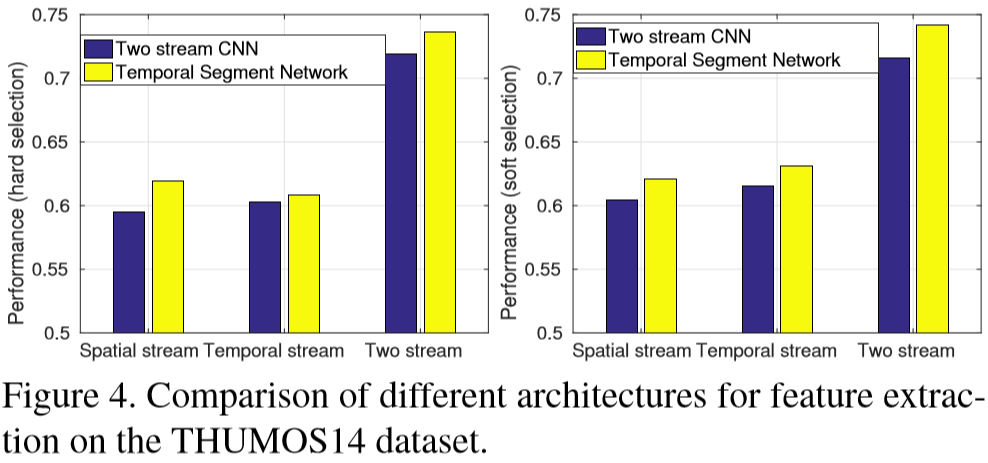 0.75
0.7
0.65
0.6
0.55
0.5
Performance (hard selection)
Two stream CNN
Temporal Segment Network
Spatial stream Temporal stream Two stream
0.75
0.7
0.65
0.6
0.55
0.5
Performance (soft selection)
Two stream CNN
Temporal Segment Network
Spatial stream Temporal stream Two stream
Figure 4. Comparison of different architectures for feature extrac-
tion on the THUMOS14 dataset.